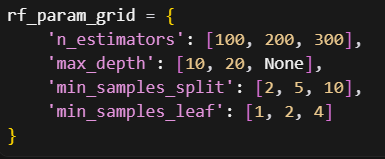 rf_param_grid = {
    'n_estimators': [100, 200, 300],
    'max_depth': [10, 20, None],
    'min_samples_split': [2, 5, 10],
    'min_samples_leaf': [1, 2, 4]
}